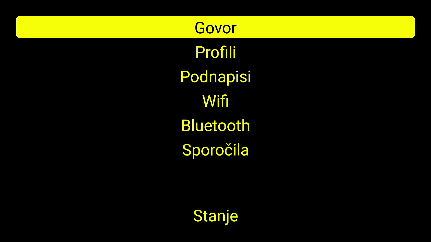 Govor
Profili
Podnapisi
Wifi
Bluetooth
Sporočila
Stanje